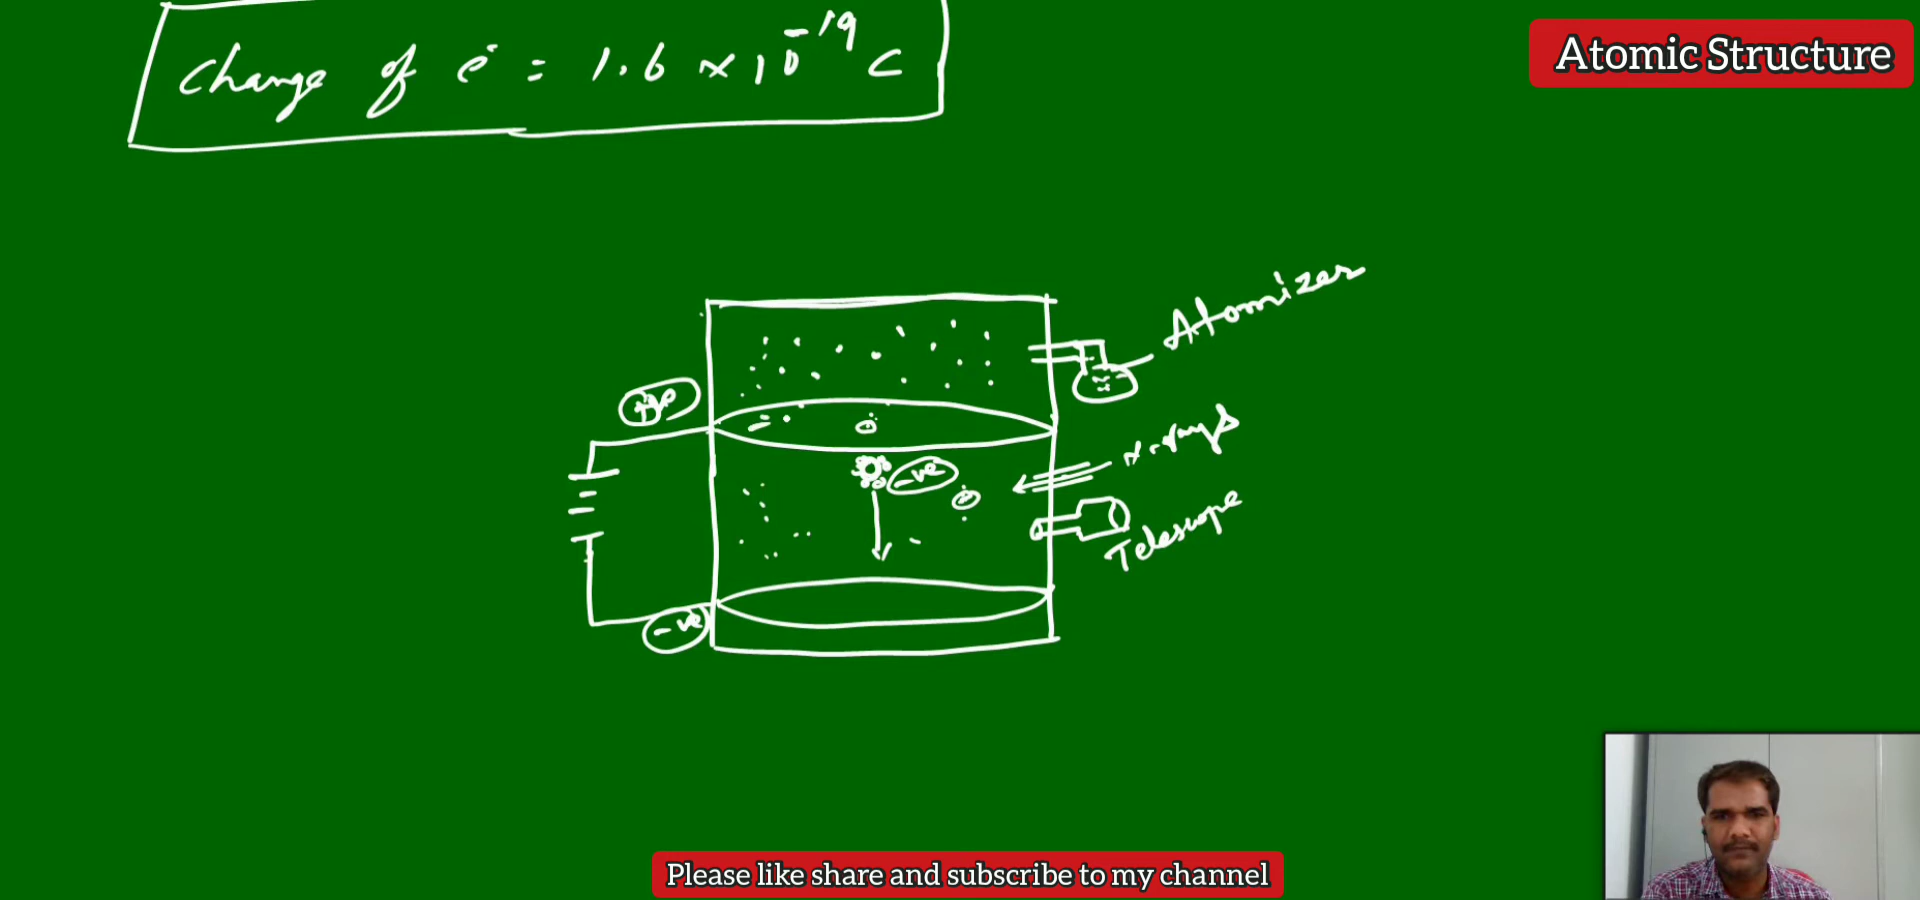 Atomic Structure
Charge of e⁻ = 1.6 × 10⁻¹⁹ C
Atomizer
+ve
x-rays
-ve
Telescope
-ve
Please like share and subscribe to my channel